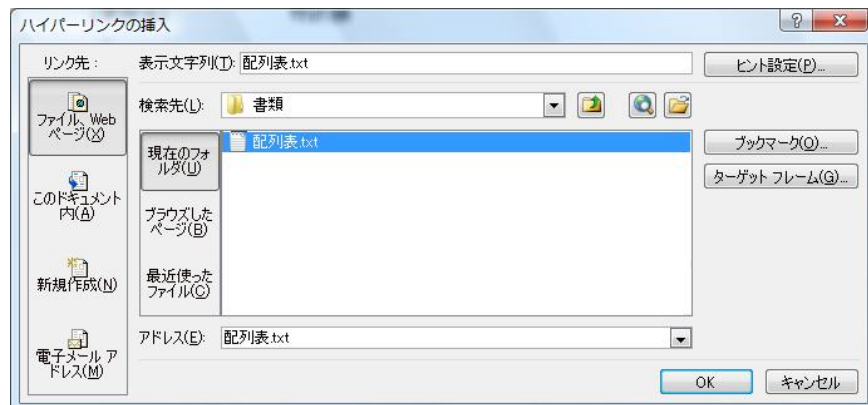 ハイパーリンクの挿入
リンク先：
表示文字列(T): 配列表.txt
ヒント設定(P)...
ファイル、Web
ページ(X)
検索先(L): 書類
現在のフォ
ルダ(U)
配列表.txt
ブックマーク(O)...
ターゲット フレーム(G)...
このドキュメント
内(A)
ブラウズした
ページ(B)
新規作成(N)
最近使った
ファイル(C)
電子メール ア
ドレス(M)
アドレス(E): 配列表.txt
OK
キャンセル